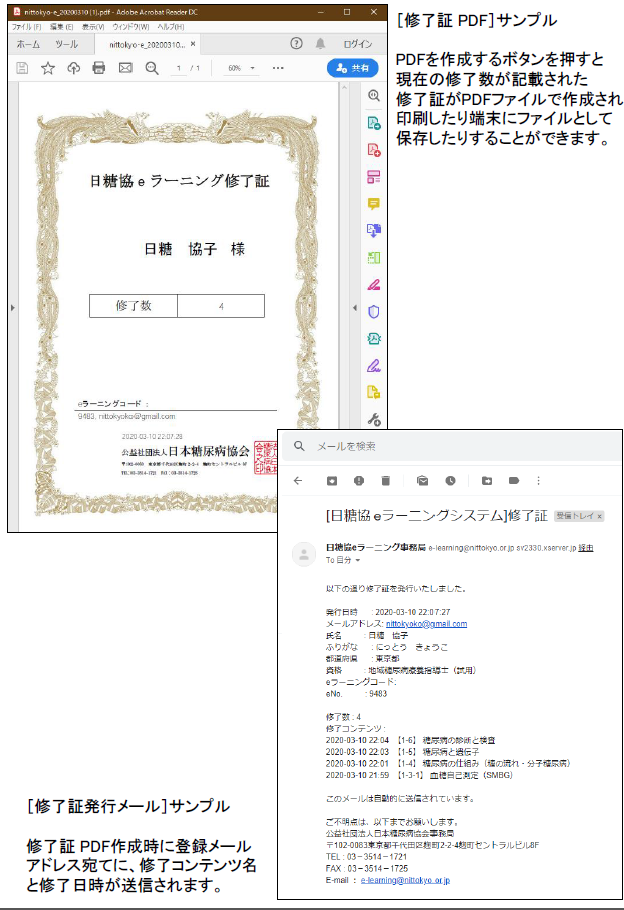 nittokyo-e_20200310 (1).pdf - Adobe Acrobat Reader DC
ファイル(F) 編集(E) 表示(V) ウィンドウ(W) ヘルプ(H)
ホーム ツール nittokyo-e_20200310... × ログイン
1 / 1 60% 共有
日糖協 e ラーニング修了証
日糖 協子 様
修了数 4
eラーニングコード :
9483, nittokyoko@gmail.com
2020-03-10 22:07:28
公益社団法人日本糖尿病協会
〒102-0083 東京都千代田区麹町 2-2-4 麹町セントラルビル 8F
TEL:03-3514-1721 FAX:03-3514-1725
［修了証 PDF］サンプル
PDFを作成するボタンを押すと
現在の修了数が記載された
修了証がPDFファイルで作成され
印刷したり端末にファイルとして
保存したりすることができます。
メールを検索
[日糖協 eラーニングシステム]修了証 受信トレイ ×
日糖協eラーニング事務局 e-learning@nittokyo.or.jp sv2330.xserver.jp 経由
To 自分
以下の通り修了証を発行いたしました。
発行日時 : 2020-03-10 22:07:27
メールアドレス: nittokyoko@gmail.com
氏名 : 日糖 協子
ふりがな : にっとう きょうこ
都道府県 : 東京都
資格 : 地域糖尿病療養指導士（試用）
eラーニングコード:
eNo. : 9483
修了数 : 4
修了コンテンツ :
2020-03-10 22:04 【1-6】 糖尿病の診断と検査
2020-03-10 22:03 【1-5】 糖尿病と遺伝子
2020-03-10 22:01 【1-4】 糖尿病の仕組み（糖の流れ・分子糖尿病）
2020-03-10 21:59 【1-3-1】 血糖自己測定（SMBG）
このメールは自動的に送信されています。
ご不明点は、以下までお願いします。
公益社団法人日本糖尿病協会事務局
〒102-0083東京都千代田区麹町2-2-4麹町セントラルビル8F
TEL : 03－3514－1721
FAX : 03－3514－1725
E-mail : e-learning@nittokyo.or.jp
［修了証発行メール］サンプル
修了証 PDF作成時に登録メール
アドレス宛てに、修了コンテンツ名
と修了日時が送信されます。